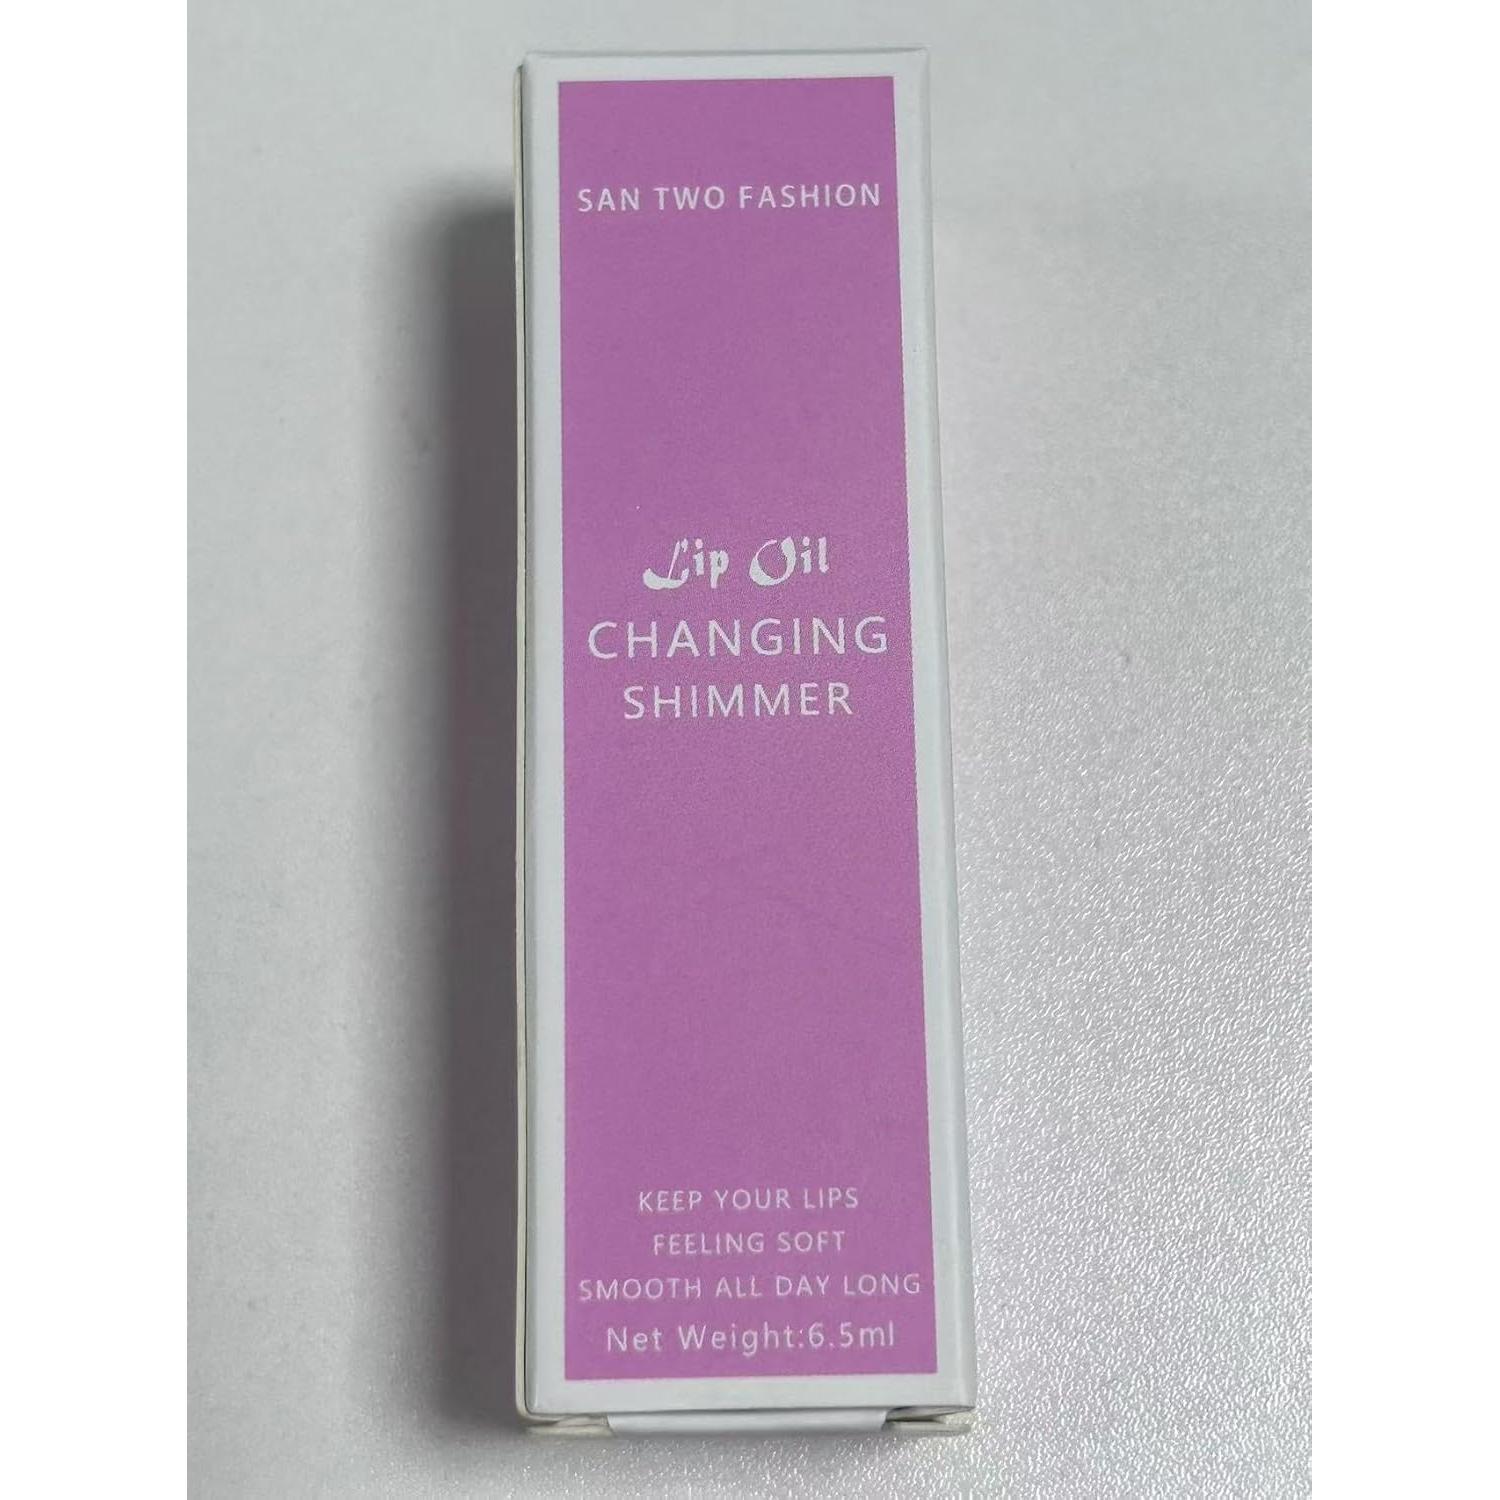 SAN TWO FASHION
Lip Oil
CHANGING
SHIMMER
KEEP YOUR LIPS
FEELING SOFT
SMOOTH ALL DAY LONG
Net Weight:6.5ml